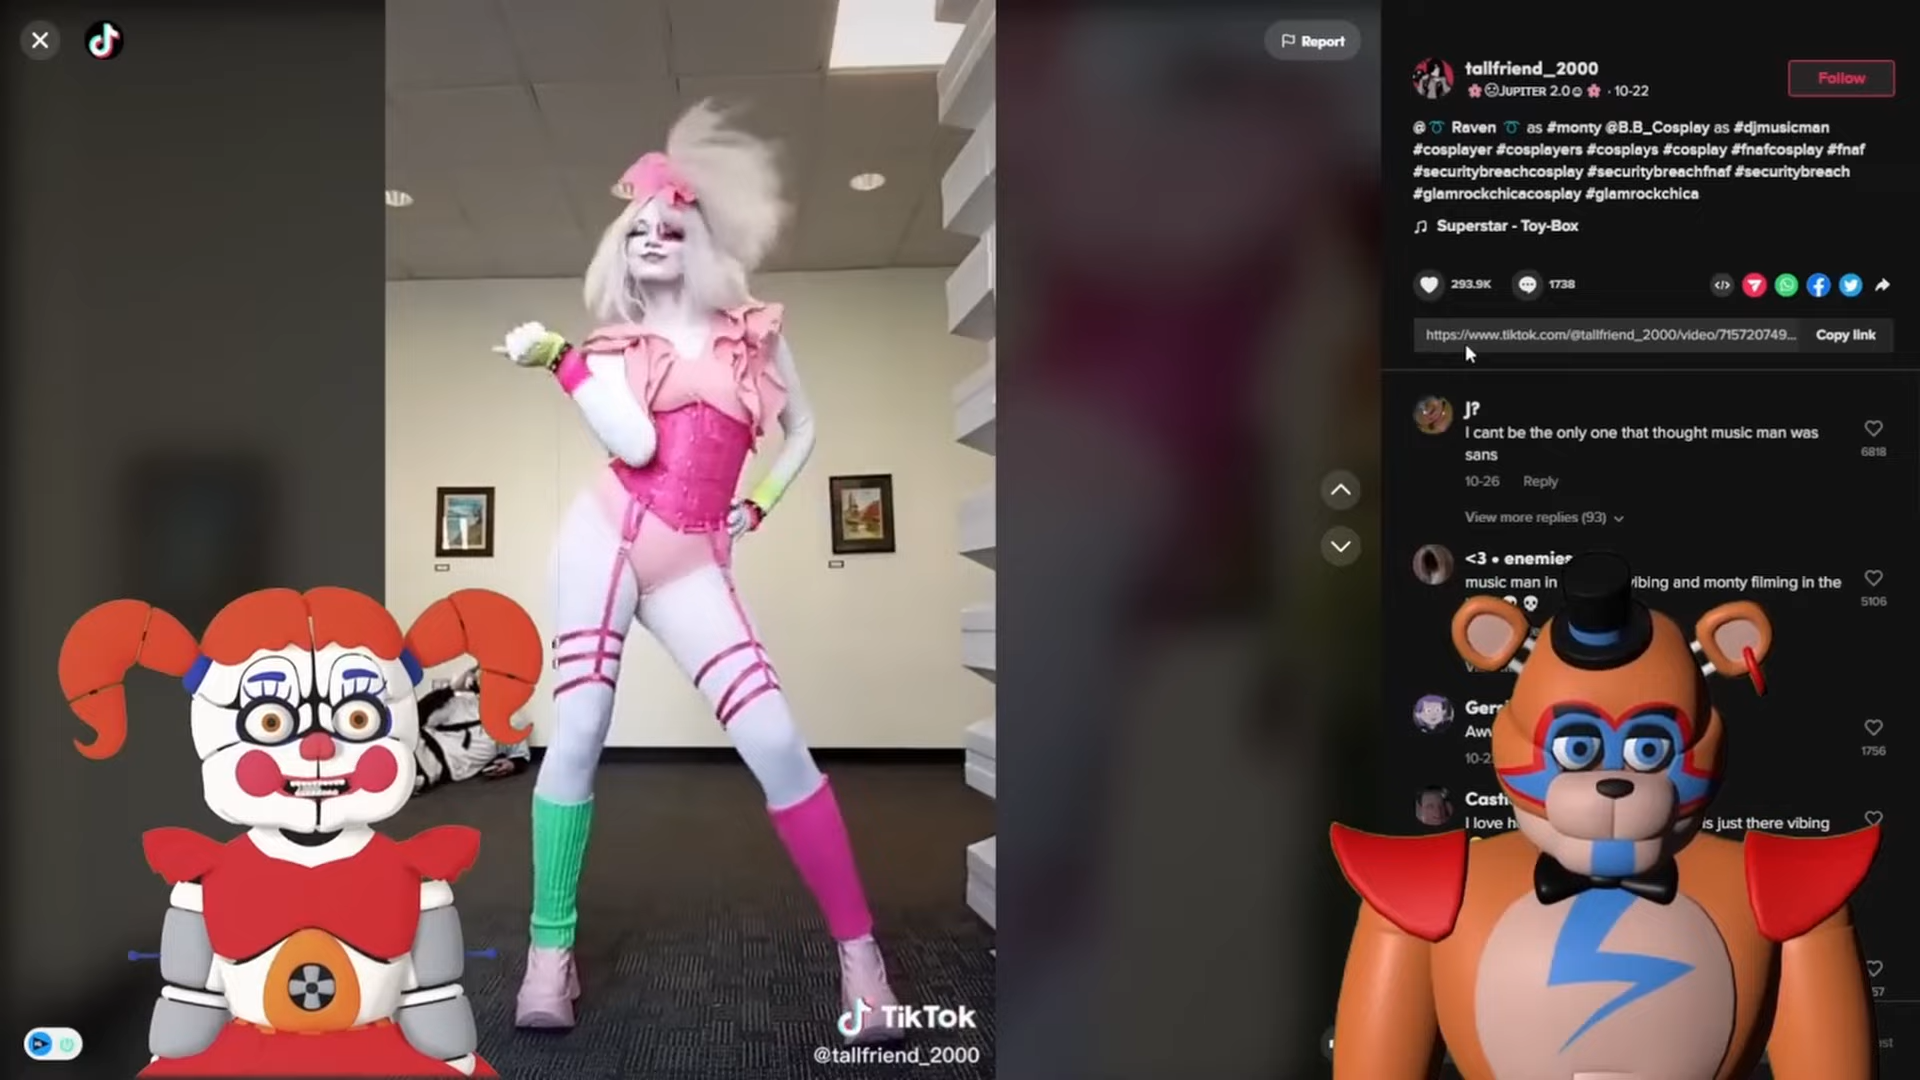 Report
tallfriend_2000
🌸☹JUPITER 2.0☺🌸 · 10-22
Follow
@➰ Raven ➰ as #monty @B.B_Cosplay as #djmusicman
#cosplayer #cosplayers #cosplays #cosplay #fnafcosplay #fnaf
#securitybreachcosplay #securitybreachfnaf #securitybreach
#glamrockchicacosplay #glamrockchica
Superstar - Toy-Box
293.9K
1738
https://www.tiktok.com/@tallfriend_2000/video/715720749...
Copy link
J?
I cant be the only one that thought music man was
sans
6818
10-26 Reply
View more replies (93)
<3 • enemies
music man in vibing and monty filming in the
5106
1756
I love
is just there vibing
TikTok
@tallfriend_2000